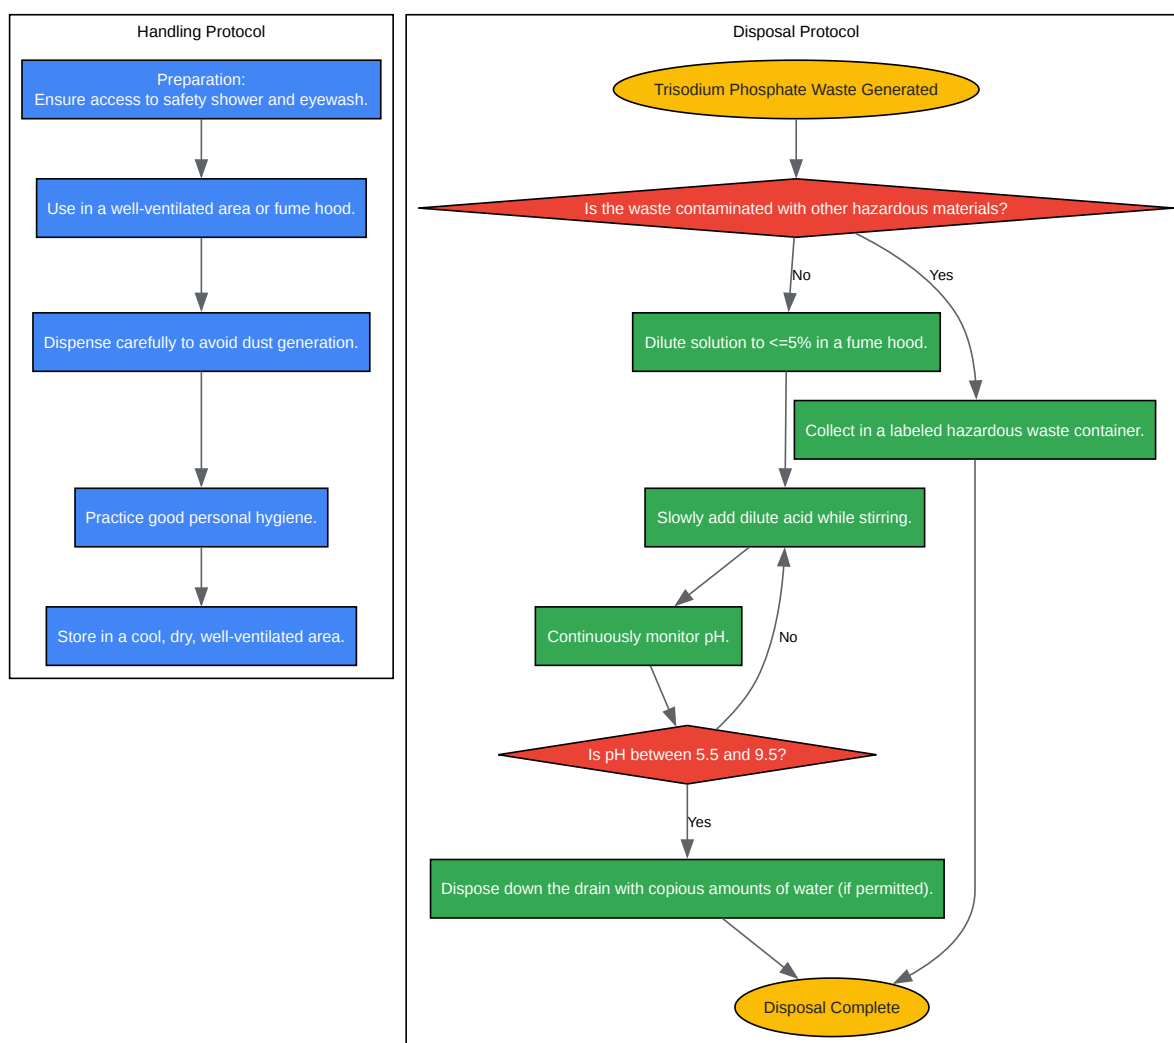 Handling Protocol
Preparation:
Ensure access to safety shower and eyewash.
Use in a well-ventilated area or fume hood.
Dispense carefully to avoid dust generation.
Practice good personal hygiene.
Store in a cool, dry, well-ventilated area.
Disposal Protocol
Trisodium Phosphate Waste Generated
Is the waste contaminated with other hazardous materials?
No
Yes
Dilute solution to <=5% in a fume hood.
Collect in a labeled hazardous waste container.
Slowly add dilute acid while stirring.
Continuously monitor pH.
No
Is pH between 5.5 and 9.5?
Yes
Dispose down the drain with copious amounts of water (if permitted).
Disposal Complete